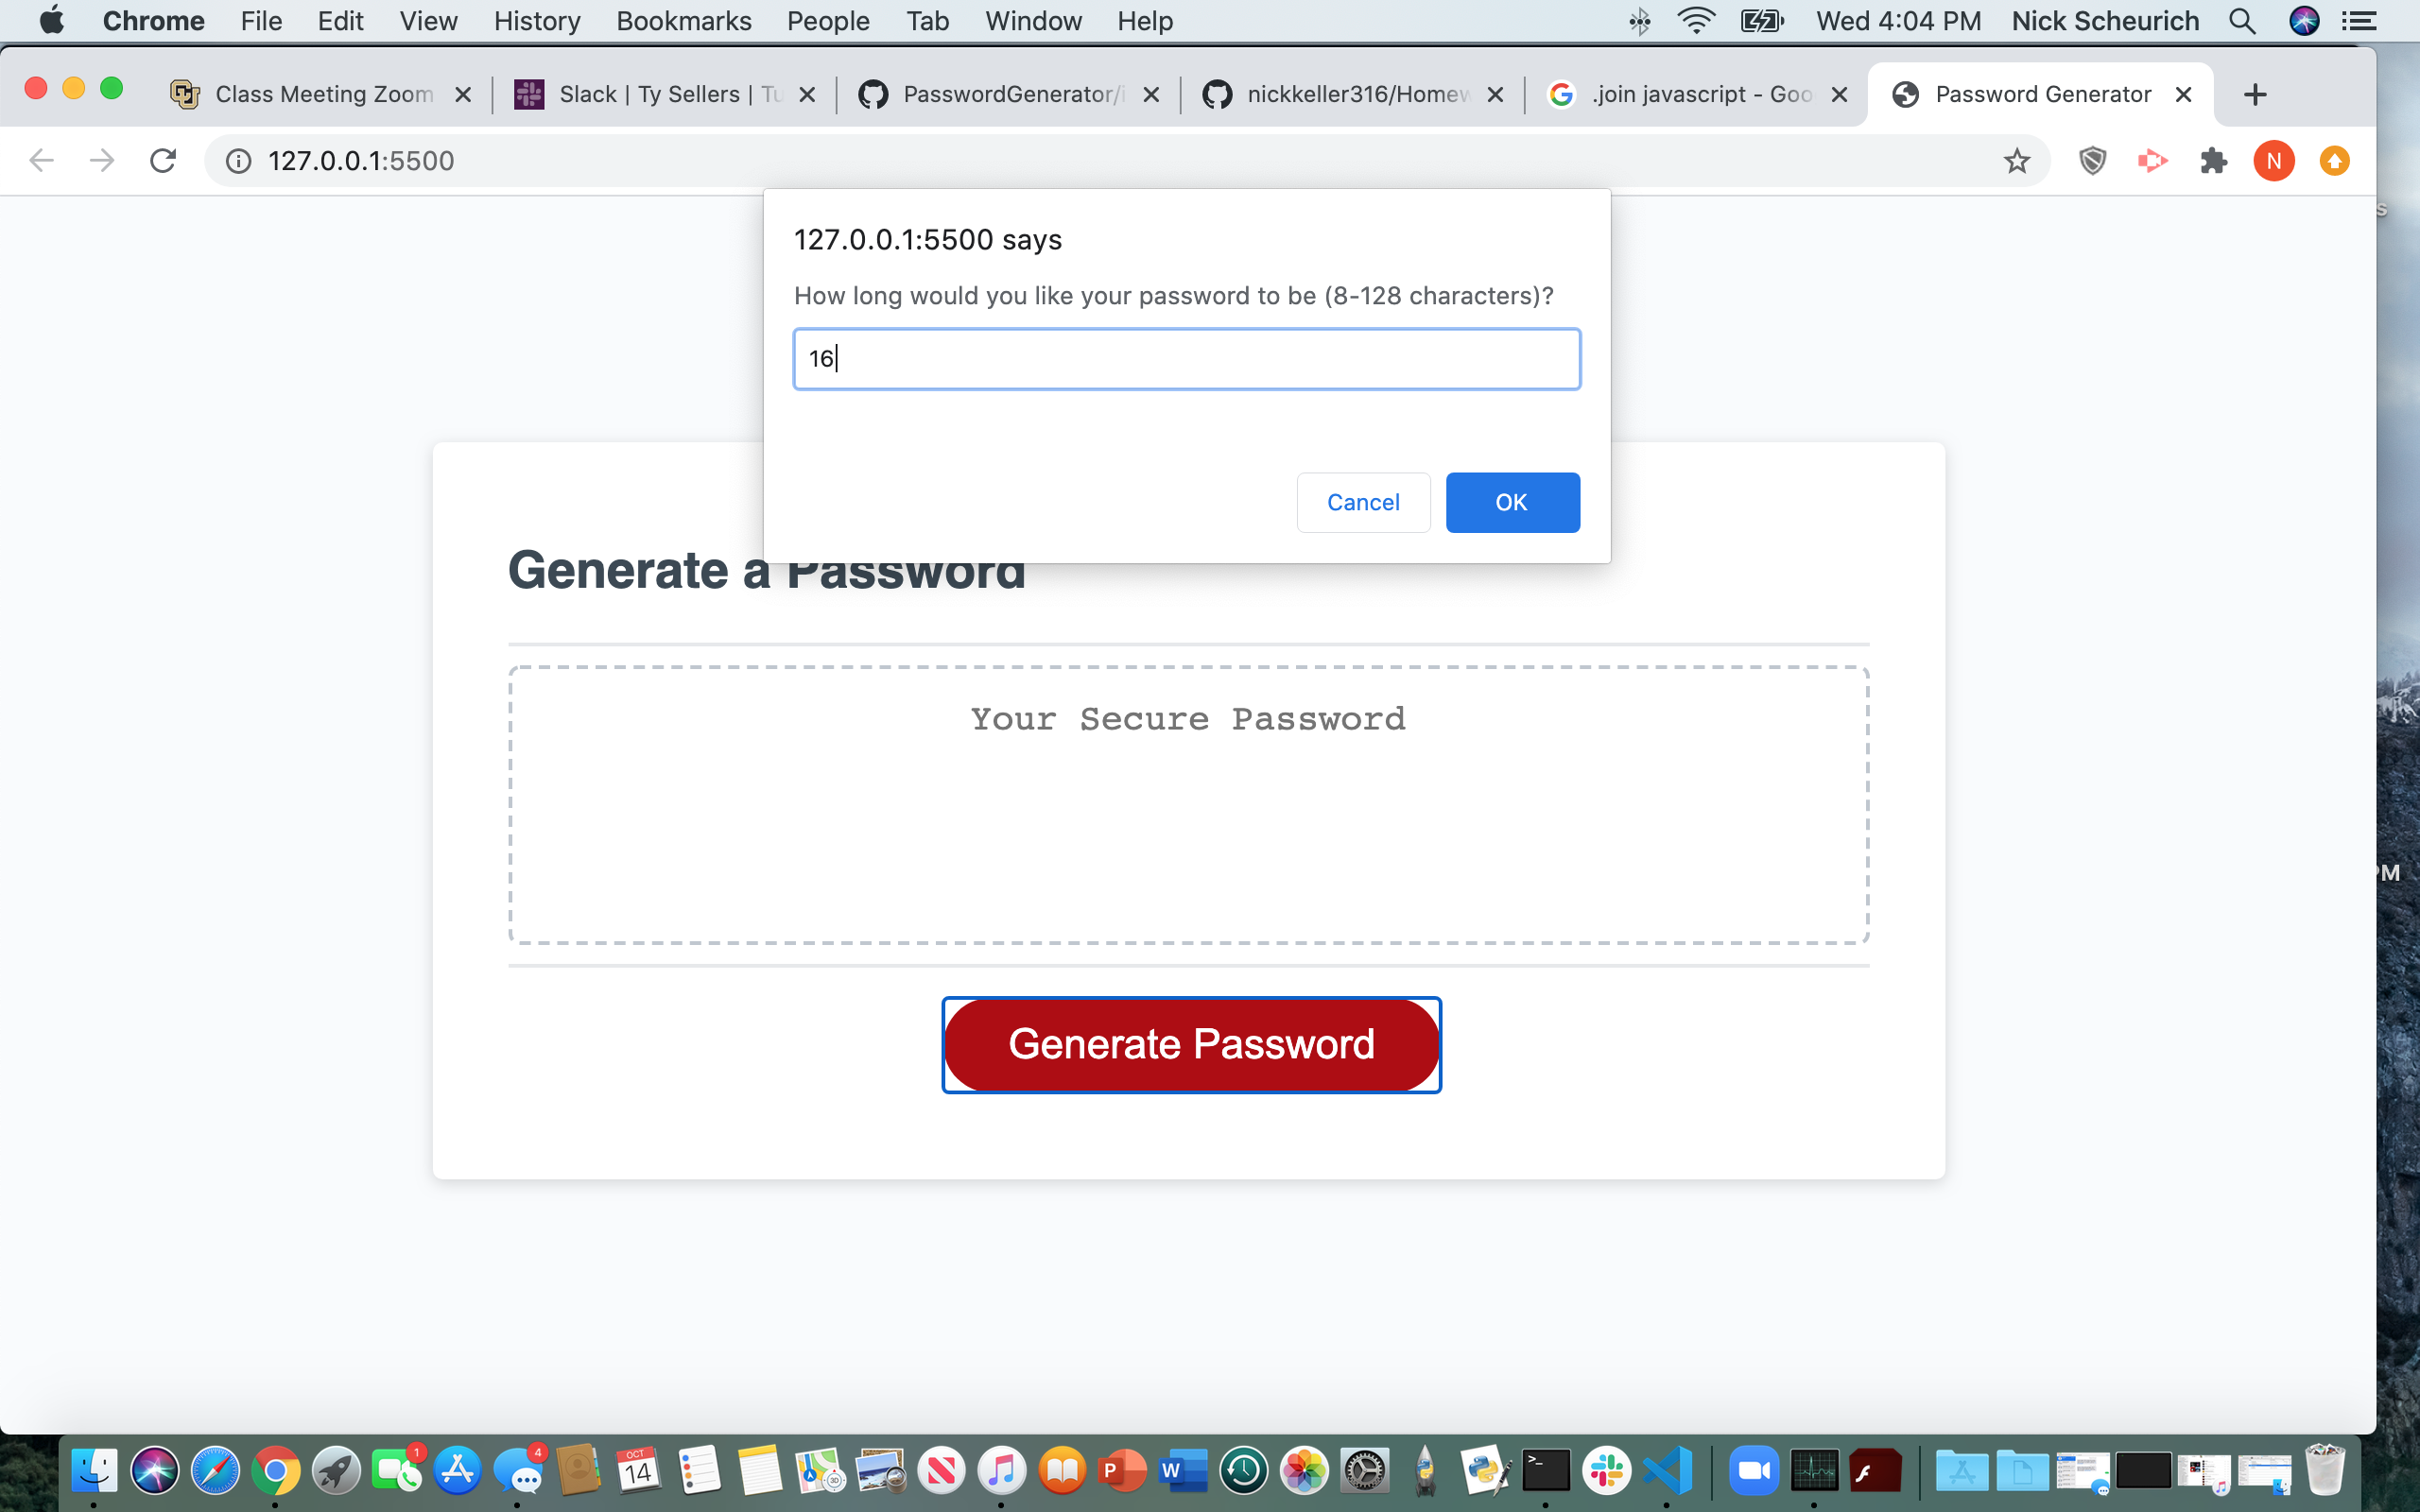 Chrome File Edit View History Bookmarks People Tab Window Help Wed 4:04 PM Nick Scheurich
Class Meeting Zoom Slack | Ty Sellers | Tu PasswordGenerator/i nickkeller316/Homew .join javascript - Goo Password Generator
127.0.0.1:5500 N
127.0.0.1:5500 says
How long would you like your password to be (8-128 characters)?
16
Cancel OK
Generate a Password
Your Secure Password
PM
Generate Password
1 4 OCT 14 3D P W >_